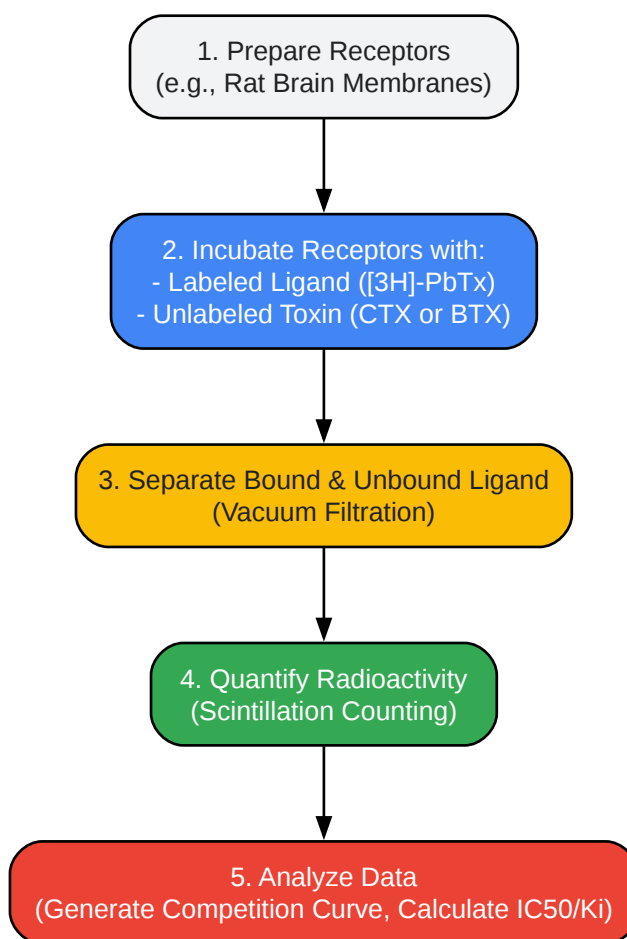 1. Prepare Receptors
(e.g., Rat Brain Membranes)
2. Incubate Receptors with:
- Labeled Ligand ([3H]-PbTx)
- Unlabeled Toxin (CTX or BTX)
3. Separate Bound & Unbound Ligand
(Vacuum Filtration)
4. Quantify Radioactivity
(Scintillation Counting)
5. Analyze Data
(Generate Competition Curve, Calculate IC50/Ki)